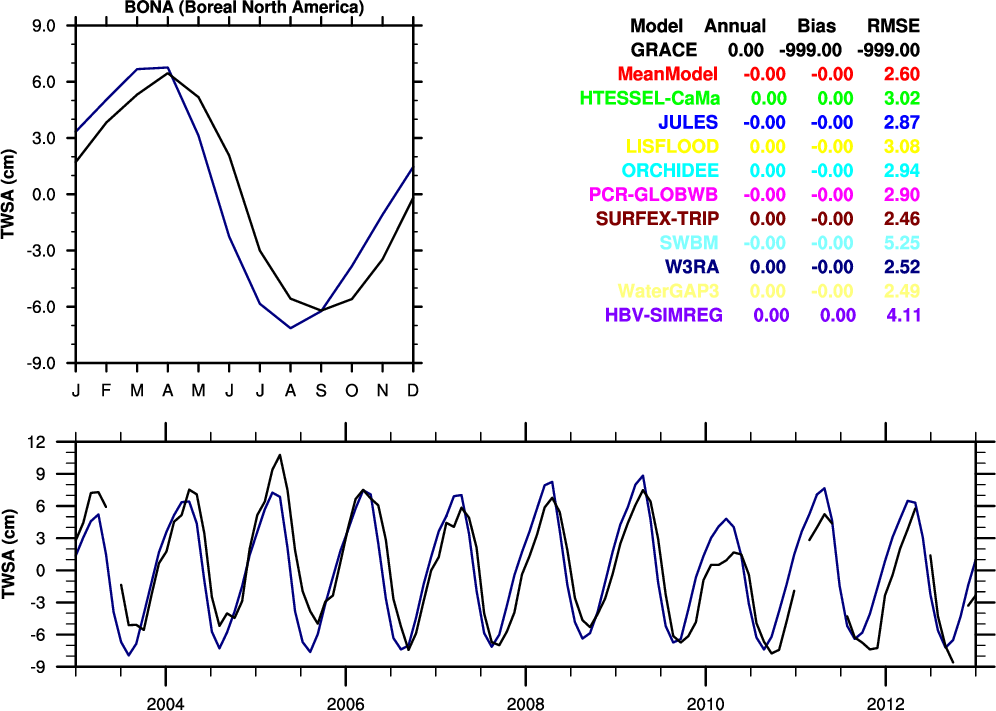 BONA (Boreal North America)
9.0
6.0
3.0
0.0
-3.0
-6.0
-9.0
TWSA (cm)
J F M A M J J A S O N D
Model Annual Bias RMSE
GRACE 0.00 -999.00 -999.00
MeanModel -0.00 -0.00 2.60
HTESSEL-CaMa 0.00 0.00 3.02
JULES -0.00 -0.00 2.87
LISFLOOD 0.00 -0.00 3.08
ORCHIDEE 0.00 -0.00 2.94
PCR-GLOBWB -0.00 -0.00 2.90
SURFEX-TRIP 0.00 -0.00 2.46
SWBM -0.00 -0.00 5.25
W3RA 0.00 -0.00 2.52
WaterGAP3 0.00 -0.00 2.49
HBV-SIMREG 0.00 0.00 4.11
12
9
6
3
0
-3
-6
-9
TWSA (cm)
2004 2006 2008 2010 2012